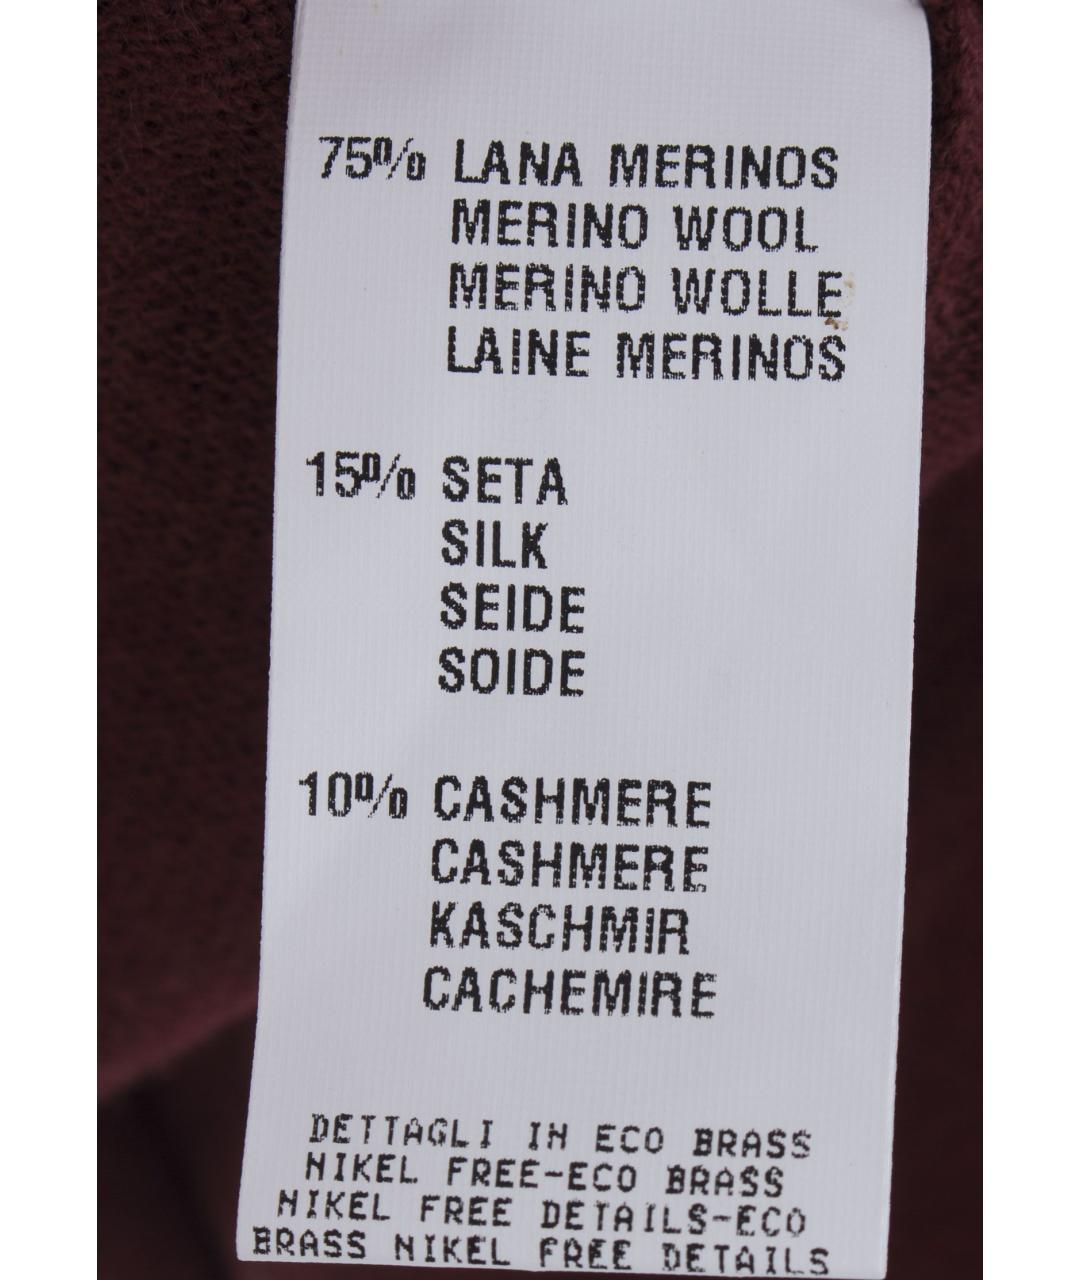 75% LANA MERINOS
MERINO WOOL
MERINO WOLLE
LAINE MERINOS
15% SETA
SILK
SEIDE
SOIDE
10% CASHMERE
CASHMERE
KASCHMIR
CACHEMIRE
DETTAGLI IN ECO BRASS
NIKEL FREE-ECO BRASS
NIKEL FREE DETAILS-ECO
BRASS NIKEL FREE DETAILS